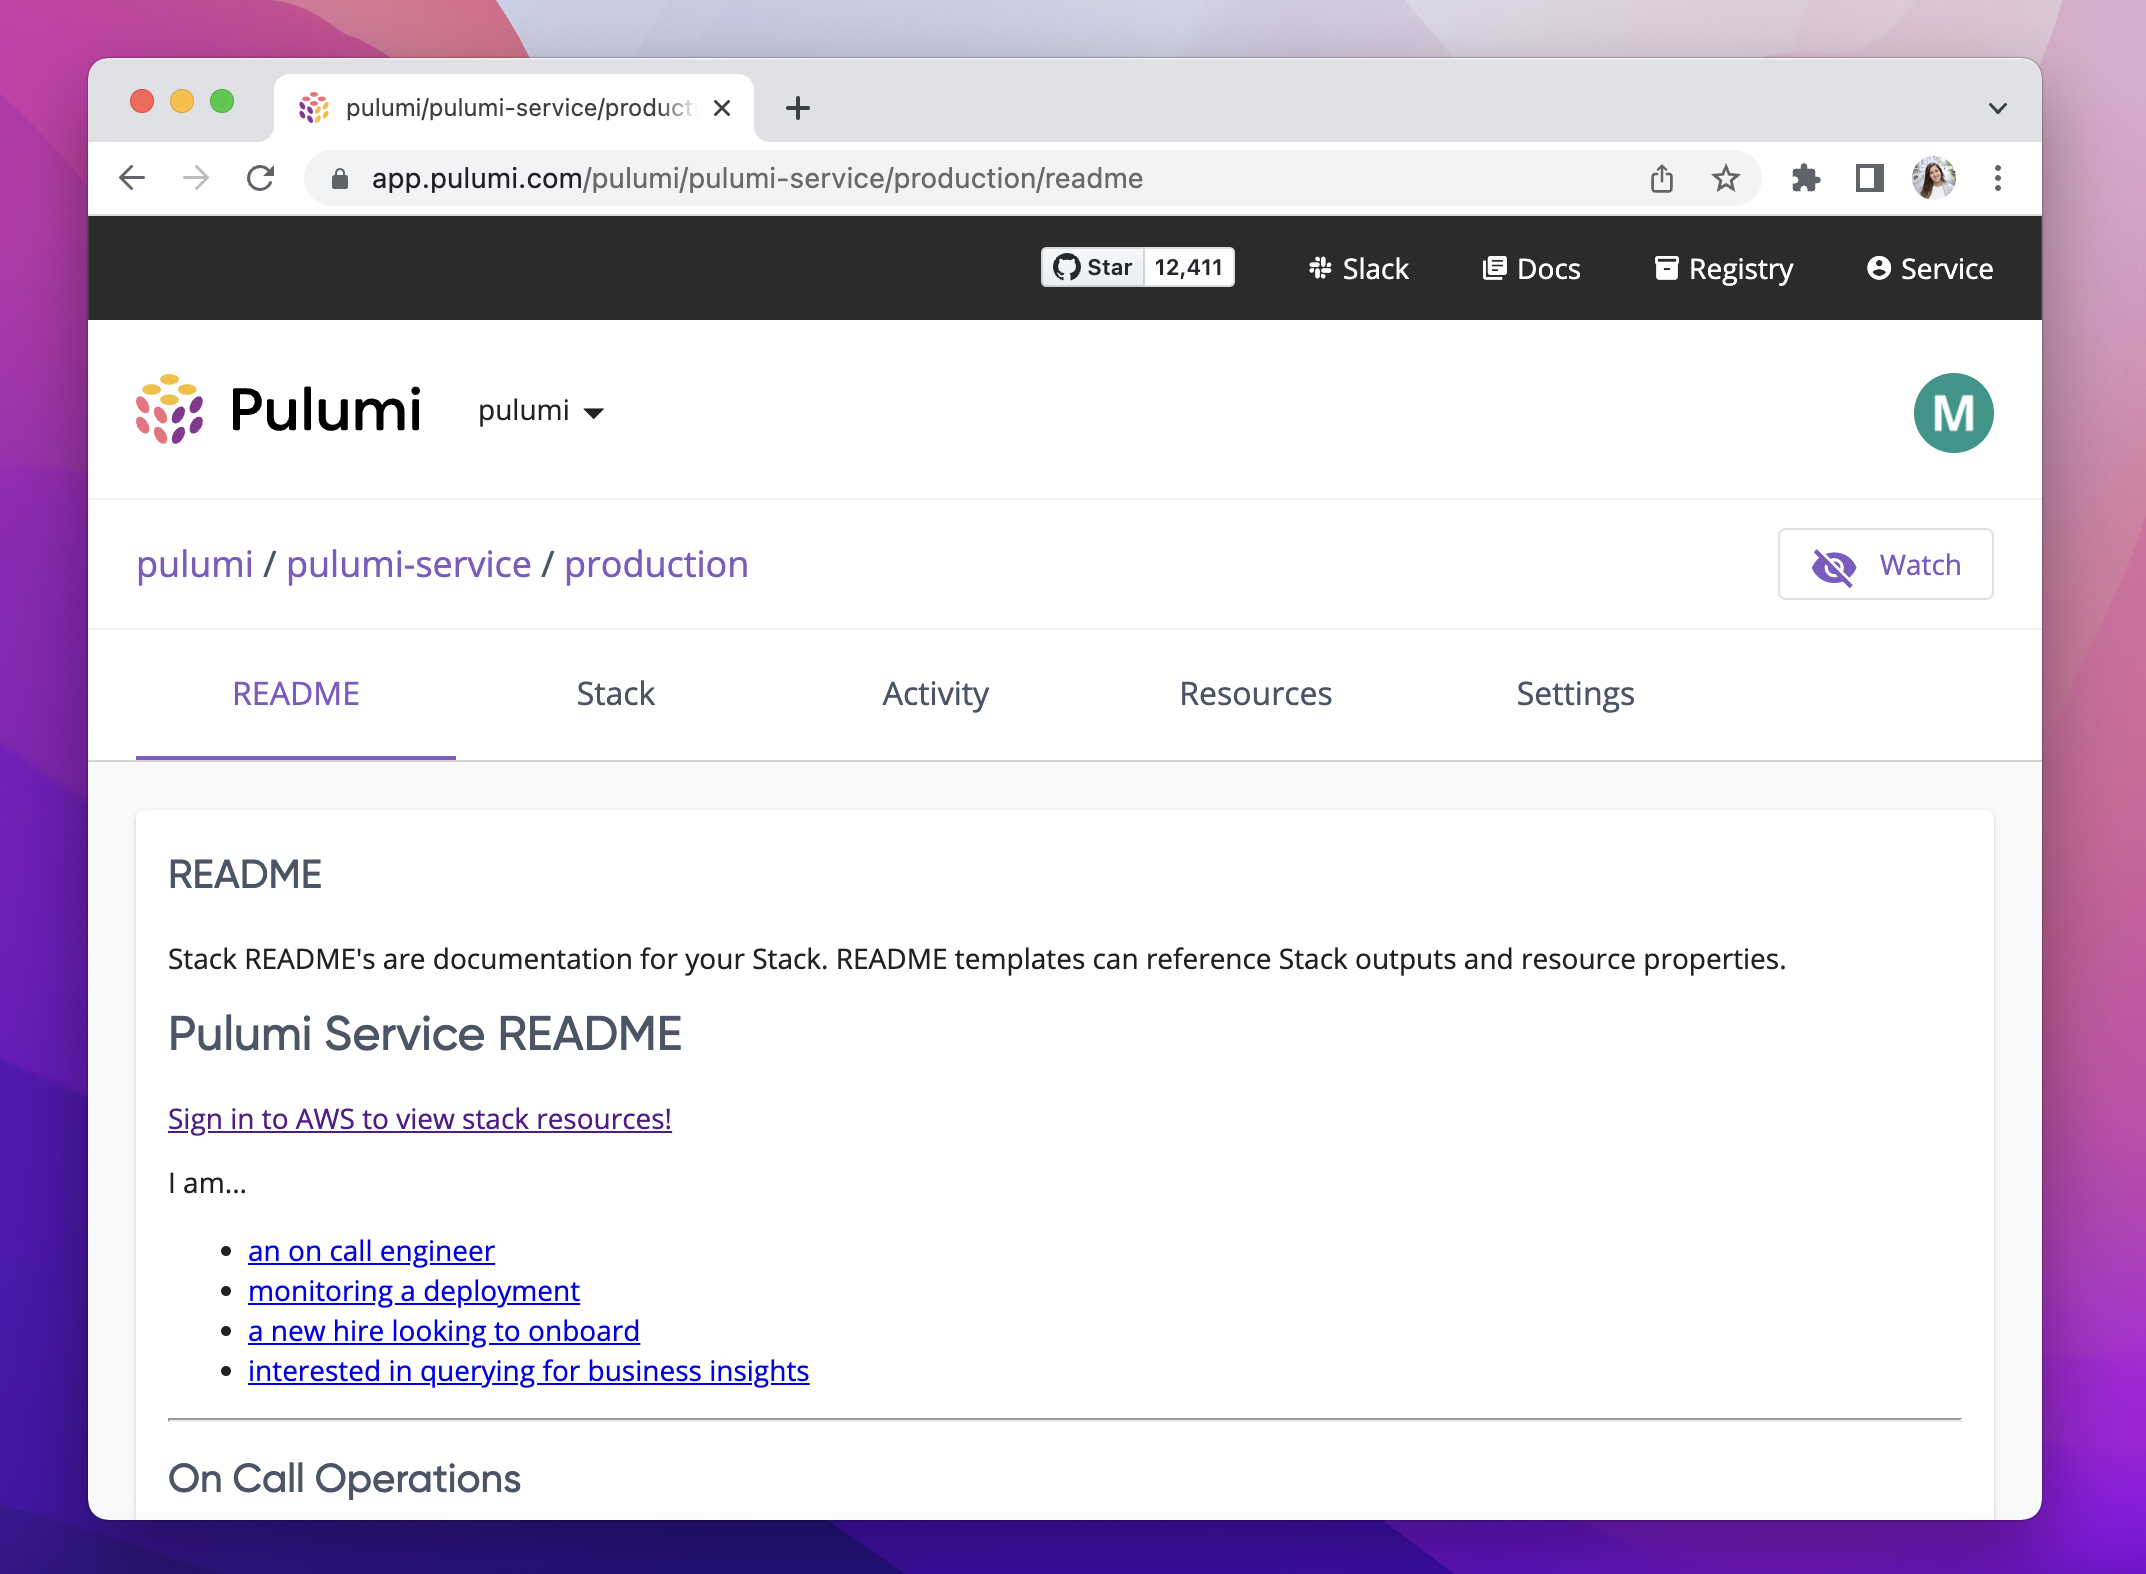 pulumi/pulumi-service/producti
app.pulumi.com/pulumi/pulumi-service/production/readme
Star 12,411 Slack Docs Registry Service
Pulumi pulumi M
pulumi / pulumi-service / production Watch
README Stack Activity Resources Settings
README
Stack README's are documentation for your Stack. README templates can reference Stack outputs and resource properties.
Pulumi Service README
Sign in to AWS to view stack resources!
I am...
• an on call engineer
• monitoring a deployment
• a new hire looking to onboard
• interested in querying for business insights
On Call Operations